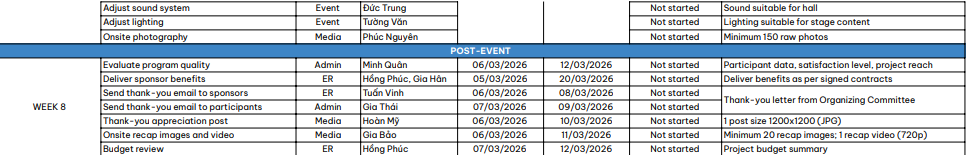 Adjust sound system Event Đức Trung Not started Sound suitable for hall
Adjust lighting Event Tường Văn Not started Lighting suitable for stage content
Onsite photography Media Phúc Nguyên Not started Minimum 150 raw photos
POST-EVENT
Evaluate program quality Admin Minh Quân 06/03/2026 12/03/2026 Not started Participant data, satisfaction level, project reach
Deliver sponsor benefits ER Hồng Phúc, Gia Hân 05/03/2026 20/03/2026 Not started Deliver benefits as per signed contracts
Send thank-you email to sponsors ER Tuấn Vinh 06/03/2026 08/03/2026 Not started
Thank-you letter from Organizing Committee
WEEK 8 Send thank-you email to participants Admin Gia Thái 07/03/2026 09/03/2026 Not started
Thank-you appreciation post Media Hoàn Mỹ 06/03/2026 10/03/2026 Not started 1 post size 1200x1200 (JPG)
Onsite recap images and video Media Gia Bảo 06/03/2026 11/03/2026 Not started Minimum 20 recap images; 1 recap video (720p)
Budget review ER Hồng Phúc 07/03/2026 12/03/2026 Not started Project budget summary